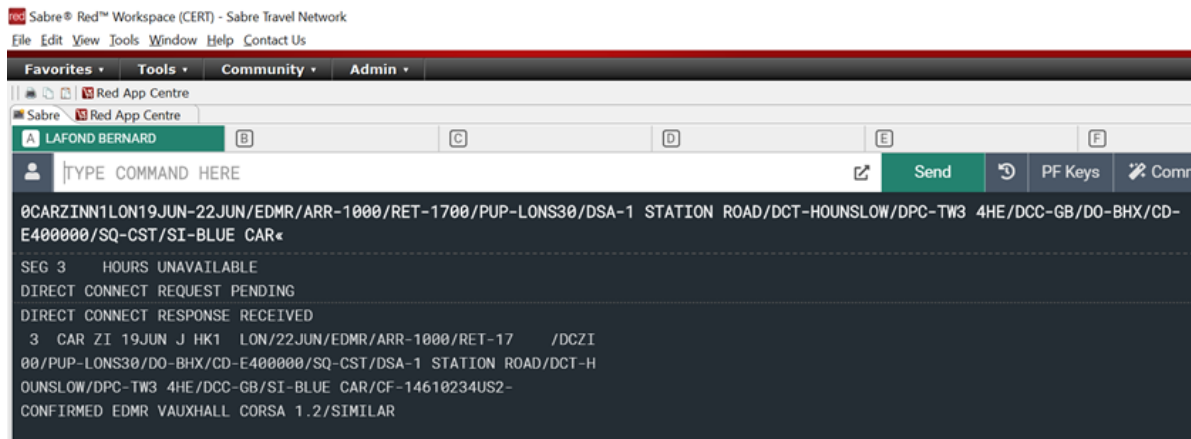 red Sabre® Red™ Workspace (CERT) - Sabre Travel Network
File Edit View Tools Window Help Contact Us
Favorites Tools Community Admin
Red App Centre
Sabre Red App Centre
A LAFOND BERNARD B C D E F
TYPE COMMAND HERE Send PF Keys Comm
0CARZINN1LON19JUN-22JUN/EDMR/ARR-1000/RET-1700/PUP-LONS30/DSA-1 STATION ROAD/DCT-HOUNSLOW/DPC-TW3 4HE/DCC-GB/DO-BHX/CD-
E400000/SQ-CST/SI-BLUE CAR«
SEG 3 HOURS UNAVAILABLE
DIRECT CONNECT REQUEST PENDING
DIRECT CONNECT RESPONSE RECEIVED
3 CAR ZI 19JUN J HK1 LON/22JUN/EDMR/ARR-1000/RET-17 /DCZI
00/PUP-LONS30/DO-BHX/CD-E400000/SQ-CST/DSA-1 STATION ROAD/DCT-H
OUNSLOW/DPC-TW3 4HE/DCC-GB/SI-BLUE CAR/CF-14610234US2-
CONFIRMED EDMR VAUXHALL CORSA 1.2/SIMILAR